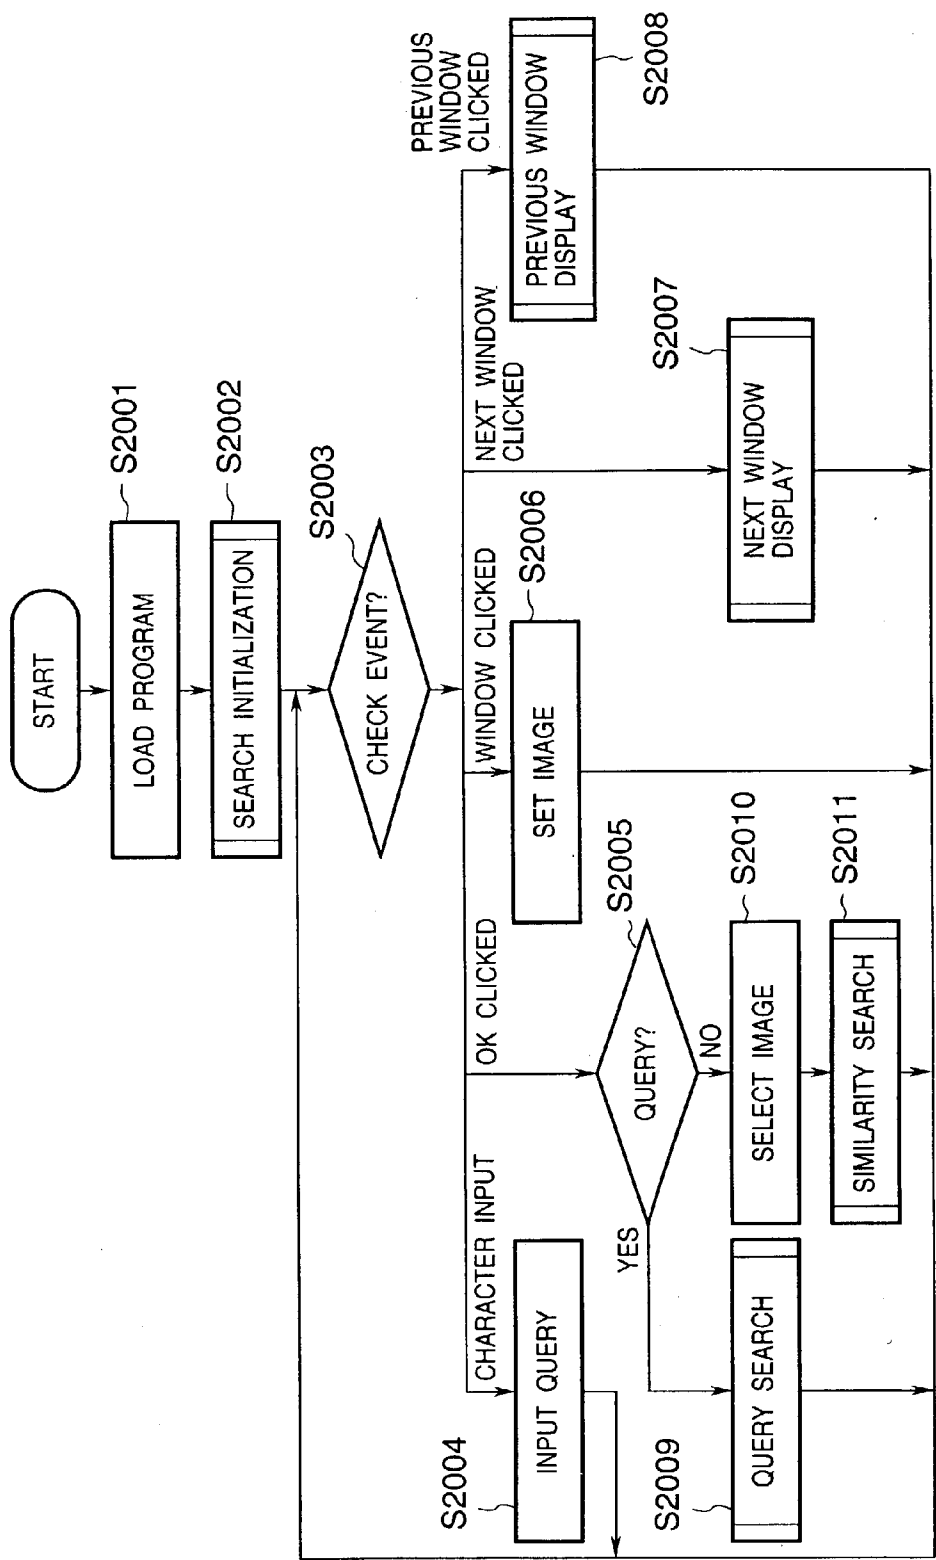 START
LOAD PROGRAM
S2001
SEARCH INITIALIZATION
S2002
CHECK EVENT?
S2003
CHARACTER INPUT
OK CLICKED
WINDOW CLICKED
NEXT WINDOW
CLICKED
PREVIOUS
WINDOW
CLICKED
S2004
INPUT QUERY
QUERY?
S2005
YES
NO
SET IMAGE
S2006
NEXT WINDOW
DISPLAY
S2007
PREVIOUS WINDOW
DISPLAY
S2008
S2009
QUERY SEARCH
SELECT IMAGE
S2010
SIMILARITY SEARCH
S2011